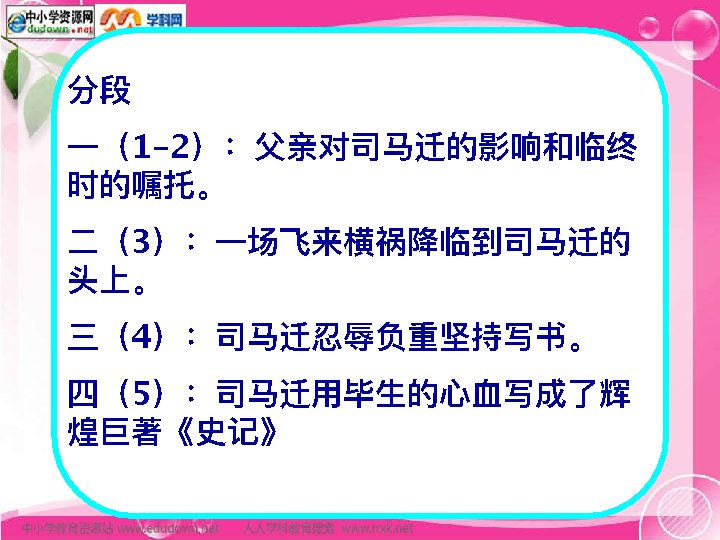 中小学资源网
dudown.net
学科网
分段
一（1-2）：父亲对司马迁的影响和临终
时的嘱托。
二（3）：一场飞来横祸降临到司马迁的
头上。
三（4）：司马迁忍辱负重坚持写书。
四（5）：司马迁用毕生的心血写成了辉
煌巨著《史记》
中小学教育资源站 www.edudown.net 人人学科教育搜索 www.rrxk.net